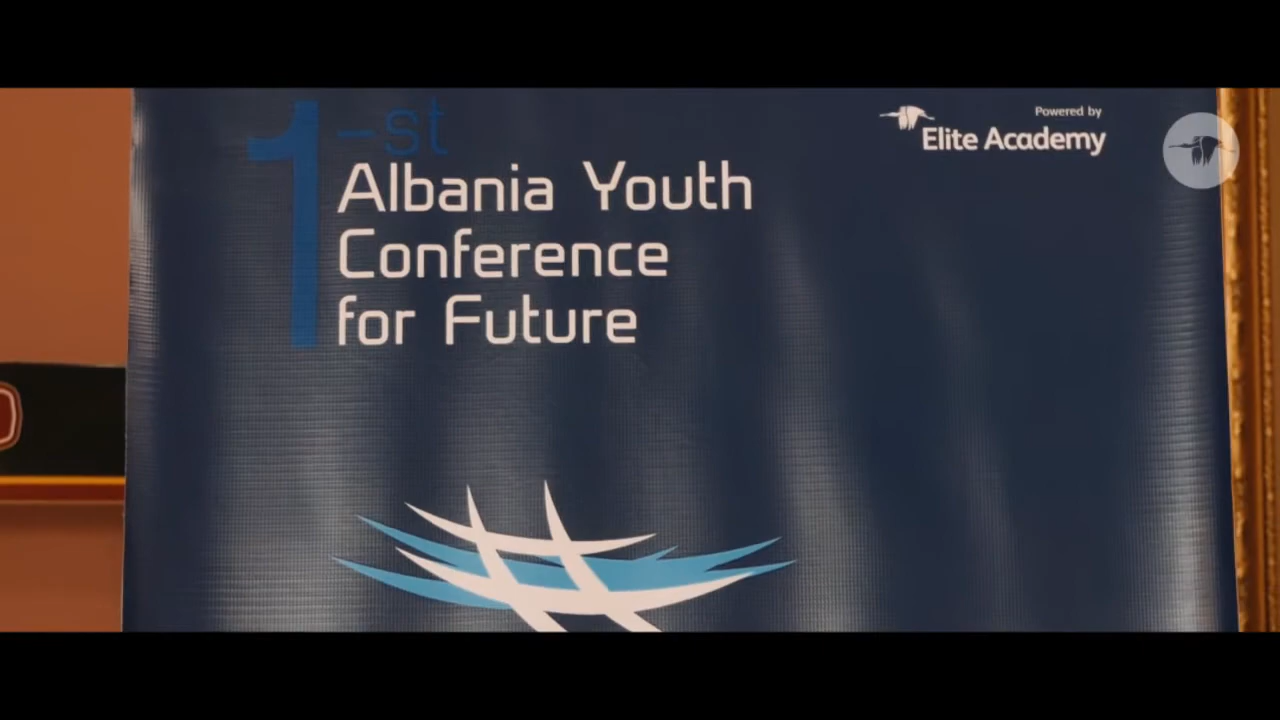 1-st
Albania Youth
Conference
for Future
Powered by
Elite Academy